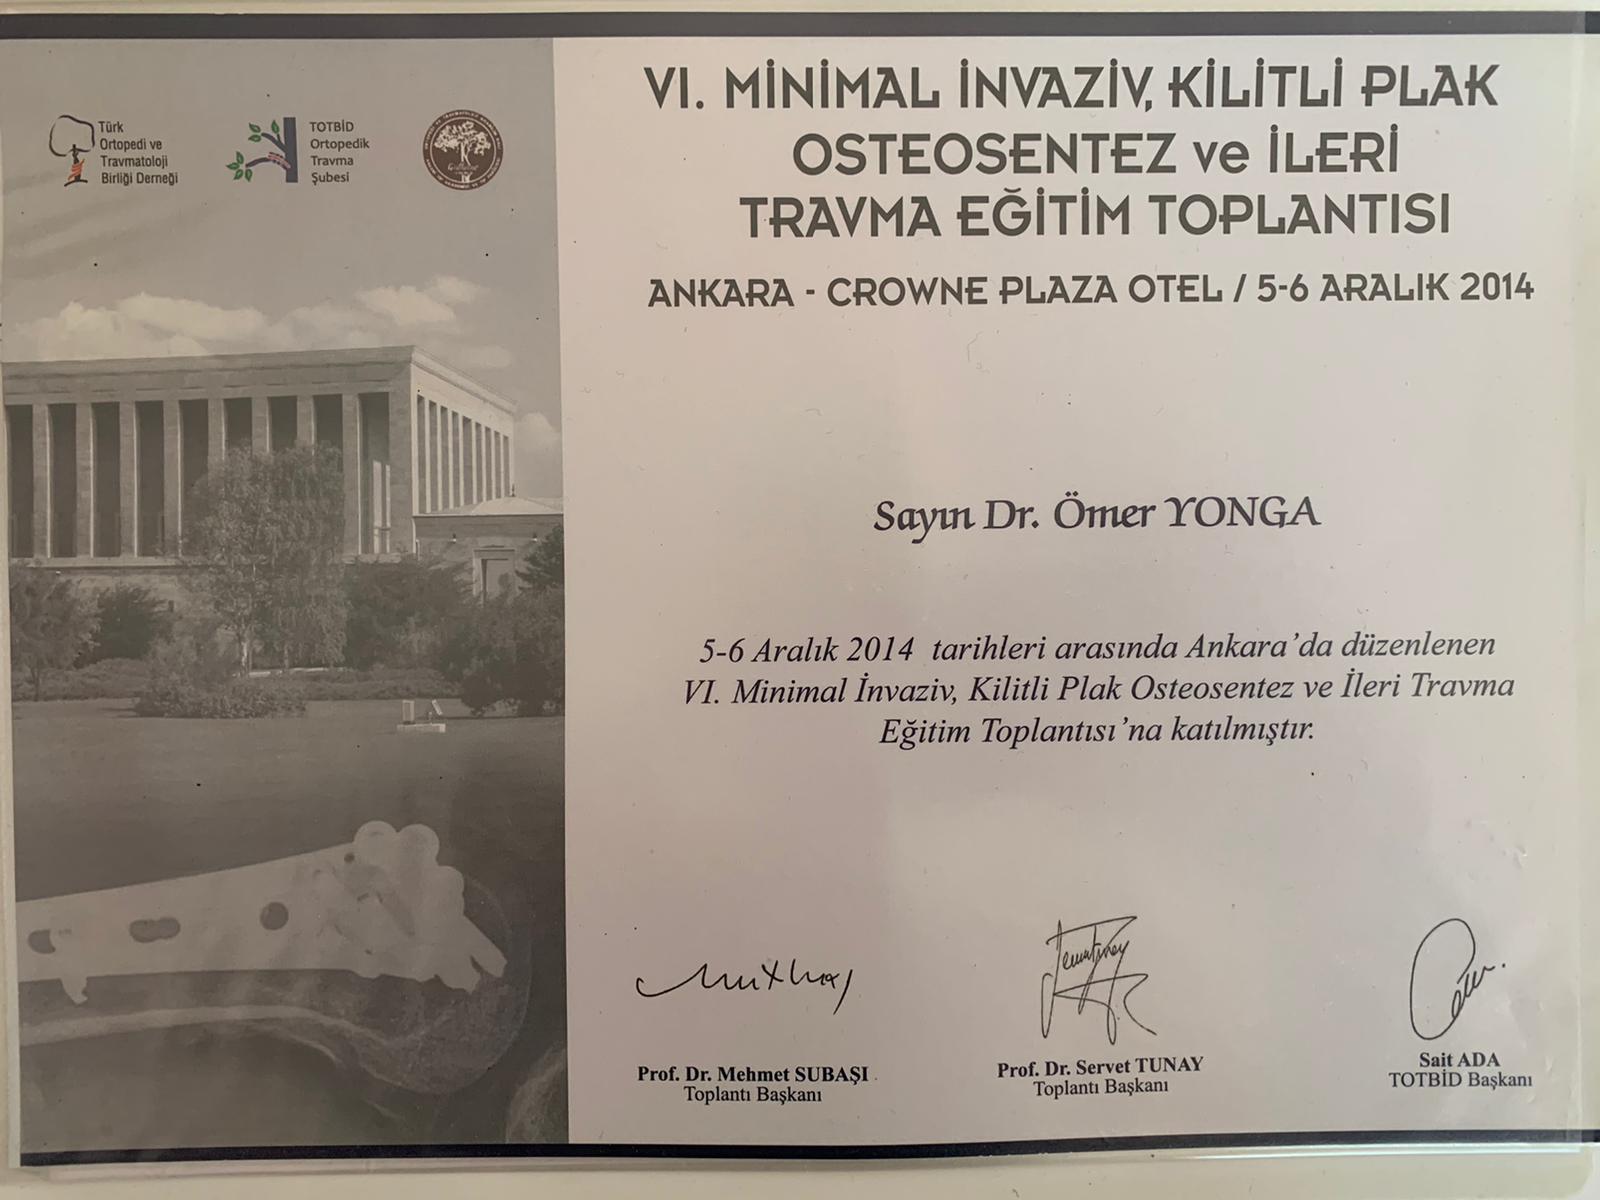 Türk
Ortopedi ve
Travmatoloji
Birliği Derneği
TOTBİD
Ortopedik
Travma
Şubesi
VI. MİNİMAL İNVAZİV, KİLİTLİ PLAK
OSTEOSENTEZ ve İLERİ
TRAVMA EĞİTİM TOPLANTISI
ANKARA - CROWNE PLAZA OTEL / 5-6 ARALIK 2014
Sayın Dr. Ömer YONGA
5-6 Aralık 2014 tarihleri arasında Ankara'da düzenlenen
VI. Minimal İnvaziv, Kilitli Plak Osteosentez ve İleri Travma
Eğitim Toplantısı'na katılmıştır.
Prof. Dr. Mehmet SUBAŞI
Toplantı Başkanı
Prof. Dr. Servet TUNAY
Toplantı Başkanı
Sait ADA
TOTBİD Başkanı